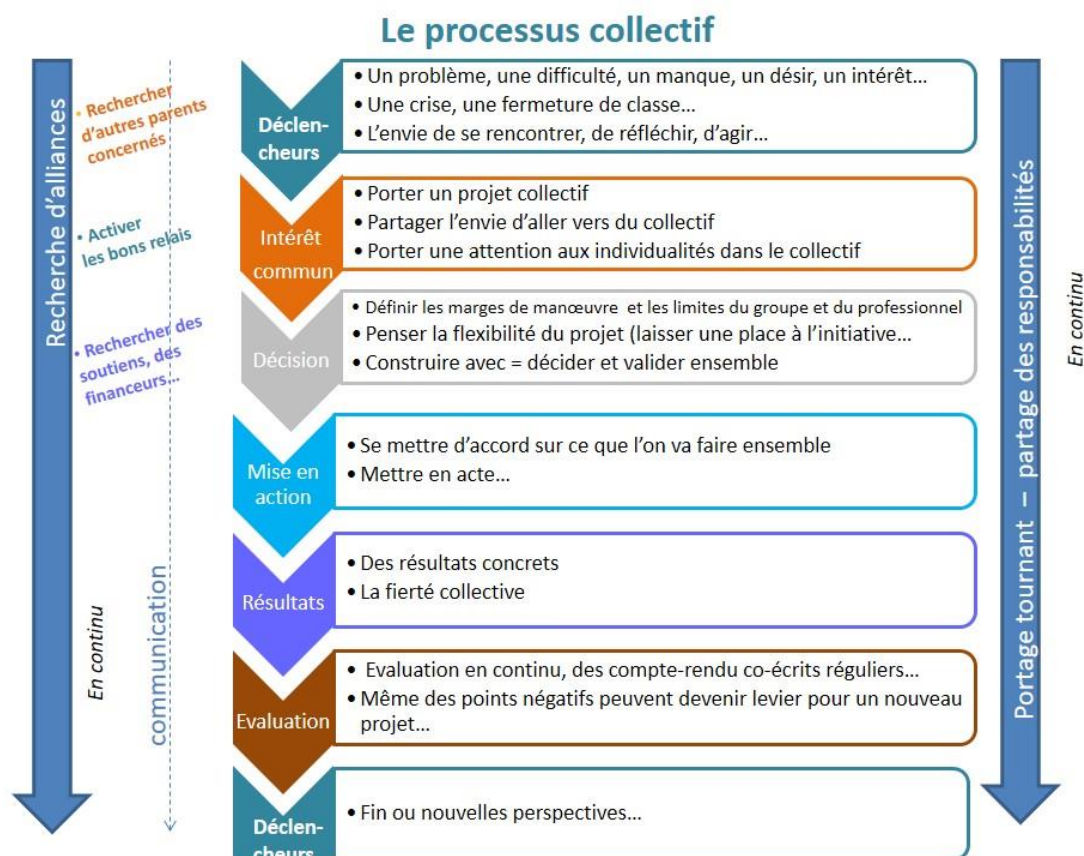 Le processus collectif
Recherche d'alliances
En continu
communication
• Rechercher
d'autres parents
concernés
• Activer
les bons relais
• Rechercher des
soutiens, des
financeurs...
Déclen-
cheurs
• Un problème, une difficulté, un manque, un désir, un intérêt...
• Une crise, une fermeture de classe...
• L'envie de se rencontrer, de réfléchir, d'agir...
Intérêt
commun
• Porter un projet collectif
• Partager l'envie d'aller vers du collectif
• Porter une attention aux individualités dans le collectif
Décision
• Définir les marges de manœuvre et les limites du groupe et du professionnel
• Penser la flexibilité du projet (laisser une place à l'initiative...
• Construire avec = décider et valider ensemble
Mise en
action
• Se mettre d'accord sur ce que l'on va faire ensemble
• Mettre en acte...
Résultats
• Des résultats concrets
• La fierté collective
Evaluation
• Evaluation en continu, des compte-rendu co-écrits réguliers...
• Même des points négatifs peuvent devenir levier pour un nouveau
projet...
Déclen-
cheurs
• Fin ou nouvelles perspectives...
Portage tournant – partage des responsabilités
En continu